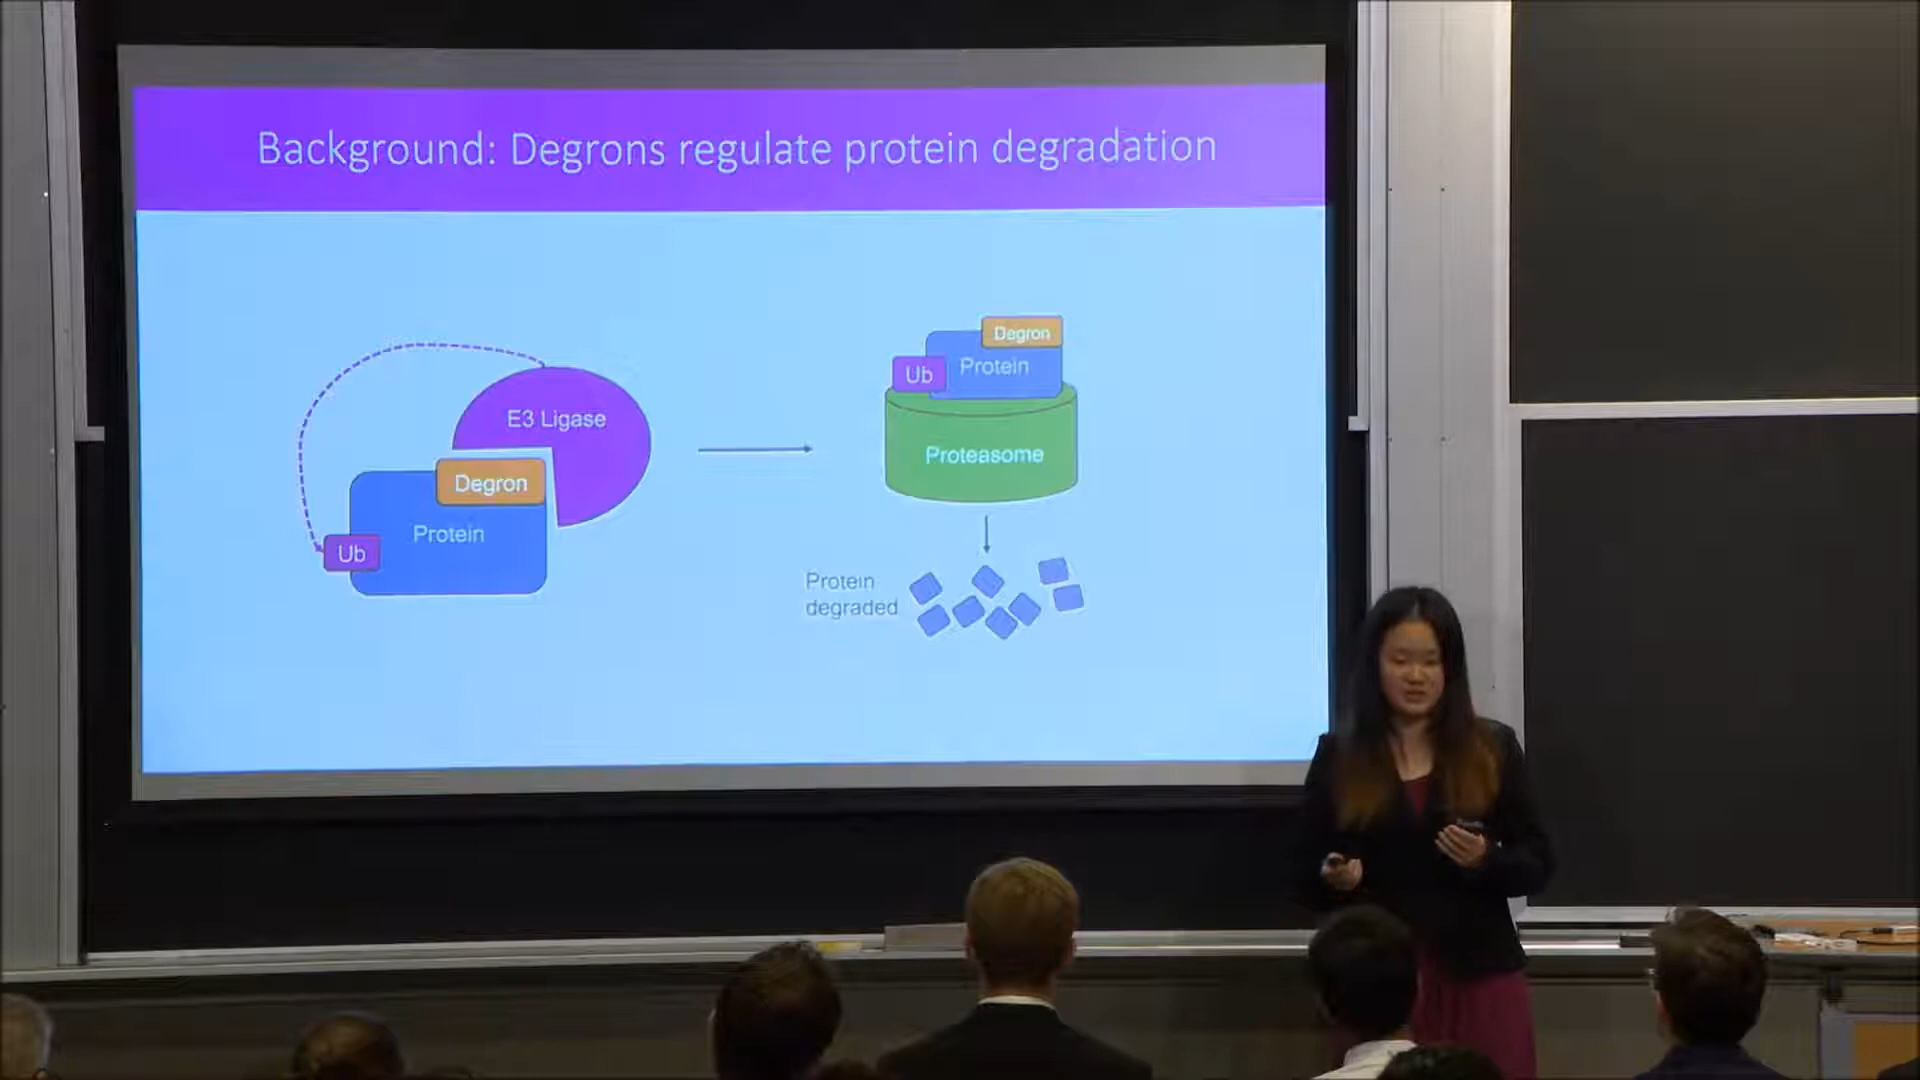 Background: Degrons regulate protein degradation
E3 Ligase
Degron
Protein
Ub
Degron
Protein
Ub
Proteasome
Protein
degraded